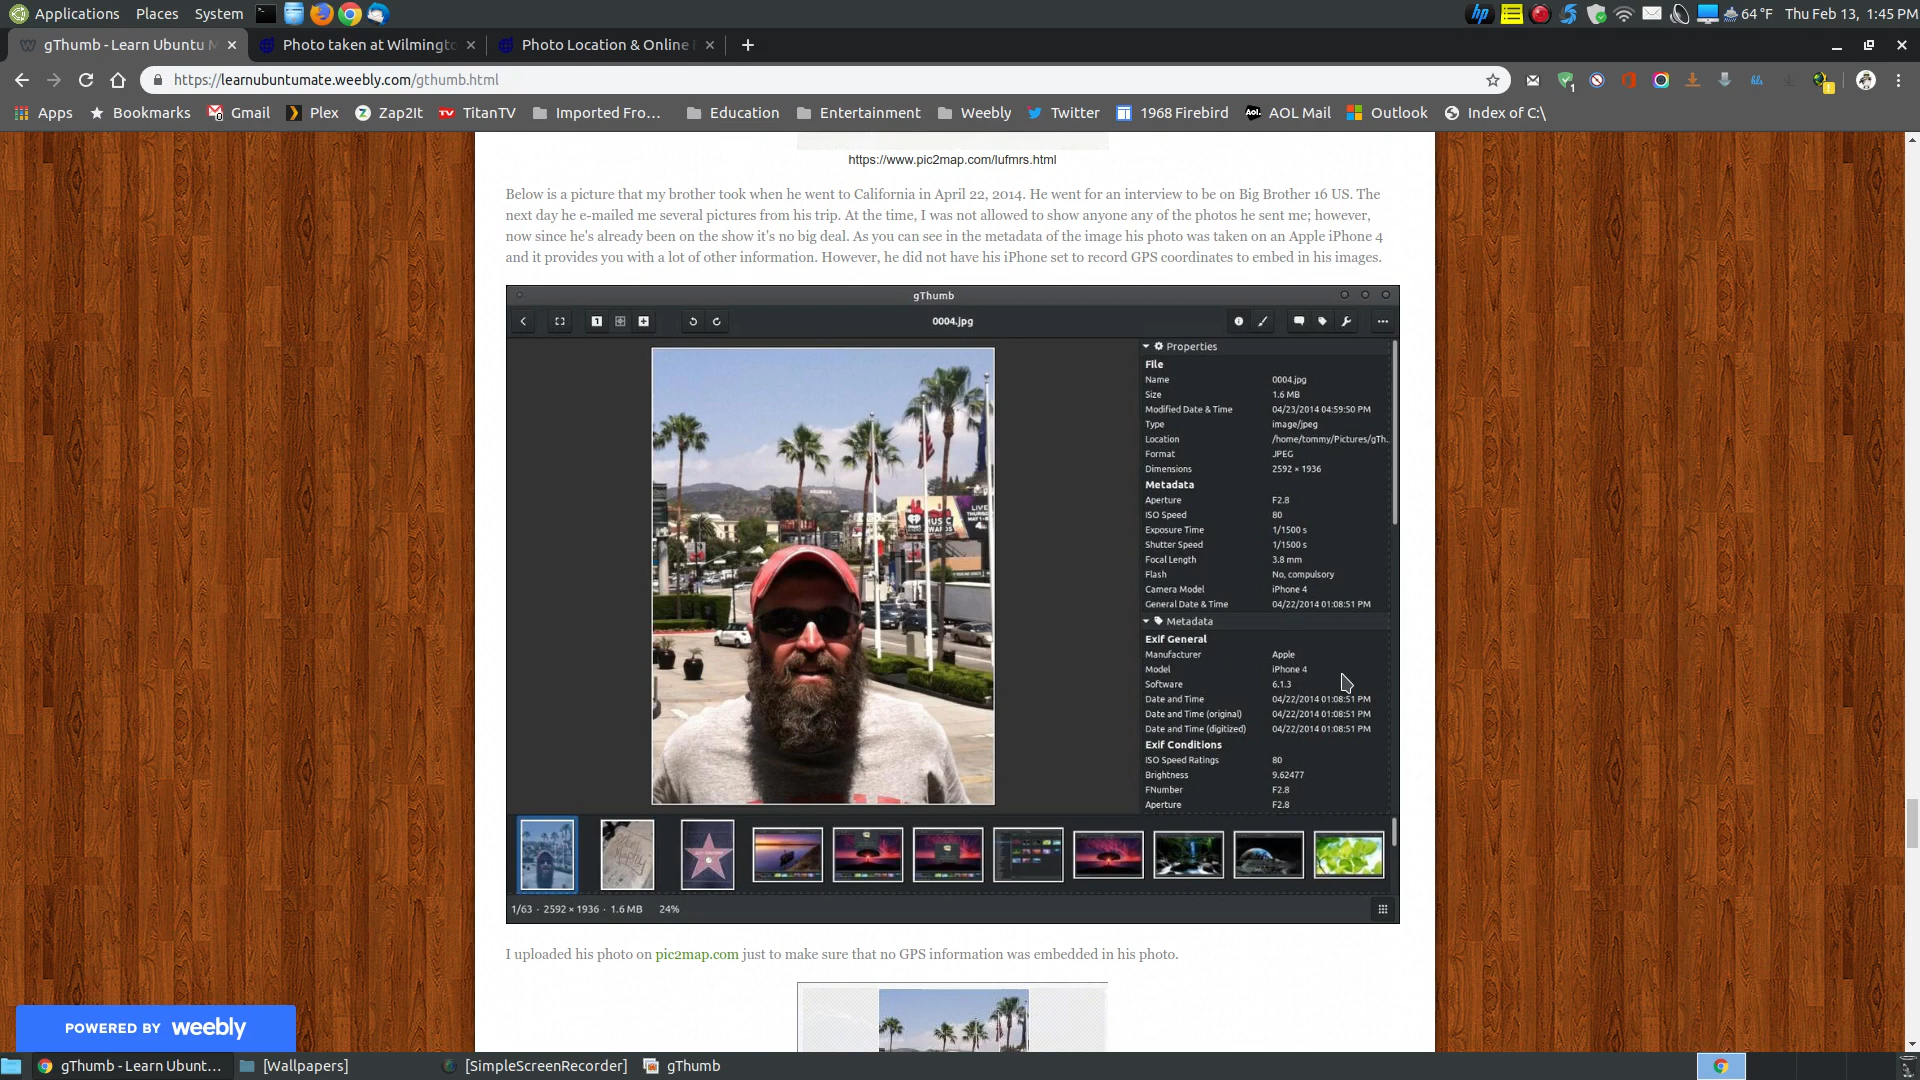 Applications Places System 64 °F Thu Feb 13, 1:45 PM
gThumb - Learn Ubuntu M Photo taken at Wilmingto Photo Location & Online
https://learnubuntumate.weebly.com/gthumb.html
Apps Bookmarks Gmail Plex Zap2It TitanTV Imported Fro... Education Entertainment Weebly Twitter 1968 Firebird AOL Mail Outlook Index of C:\
https://www.pic2map.com/lufmrs.html
Below is a picture that my brother took when he went to California in April 22, 2014. He went for an interview to be on Big Brother 16 US. The
next day he e-mailed me several pictures from his trip. At the time, I was not allowed to show anyone any of the photos he sent me; however,
now since he's already been on the show it's no big deal. As you can see in the metadata of the image his photo was taken on an Apple iPhone 4
and it provides you with a lot of other information. However, he did not have his iPhone set to record GPS coordinates to embed in his images.
gThumb
0004.jpg
Properties
File
Name 0004.jpg
Size 1.6 MB
Modified Date & Time 04/23/2014 04:59:50 PM
Type image/jpeg
Location /home/tommy/Pictures/gTh..
Format JPEG
Dimensions 2592 × 1936
Metadata
Aperture F2.8
ISO Speed 80
Exposure Time 1/1500 s
Shutter Speed 1/1500 s
Focal Length 3.8 mm
Flash No, compulsory
Camera Model iPhone 4
General Date & Time 04/22/2014 01:08:51 PM
Metadata
Exif General
Manufacturer Apple
Model iPhone 4
Software 6.1.3
Date and Time 04/22/2014 01:08:51 PM
Date and Time (original) 04/22/2014 01:08:51 PM
Date and Time (digitized) 04/22/2014 01:08:51 PM
Exif Conditions
ISO Speed Ratings 80
Brightness 9.62477
FNumber F2.8
Aperture F2.8
LIVE
MUSIC
1/63 · 2592 × 1936 · 1.6 MB 24%
I uploaded his photo on pic2map.com just to make sure that no GPS information was embedded in his photo.
POWERED BY weebly
gThumb - Learn Ubunt... [Wallpapers] [SimpleScreenRecorder] gThumb